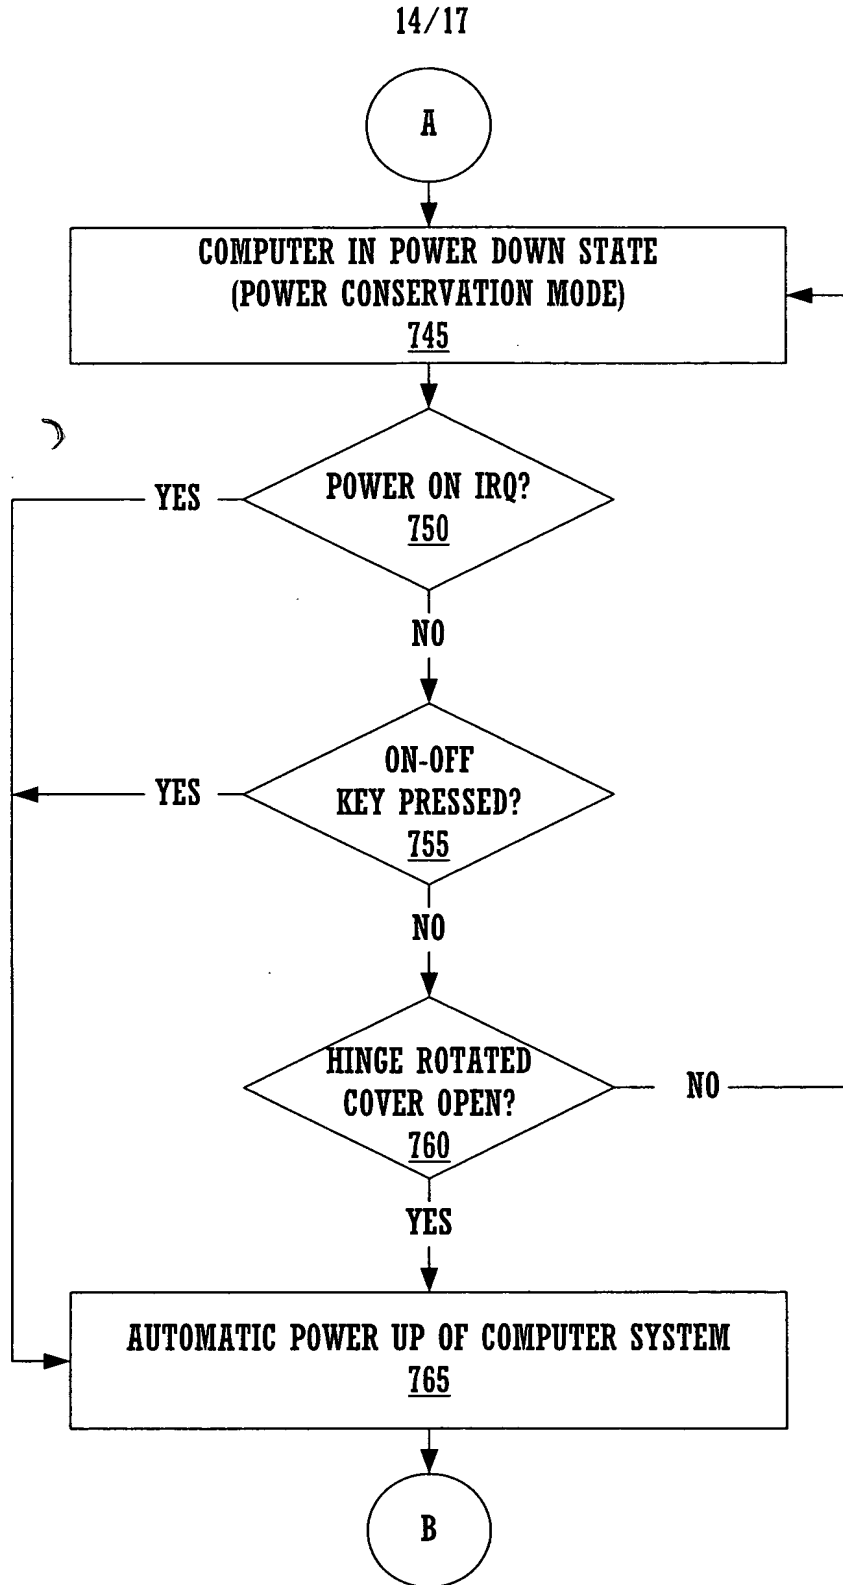 14/17
A
COMPUTER IN POWER DOWN STATE
(POWER CONSERVATION MODE)
745
POWER ON IRQ?
750
YES
NO
ON-OFF
KEY PRESSED?
755
YES
NO
HINGE ROTATED
COVER OPEN?
760
NO
YES
AUTOMATIC POWER UP OF COMPUTER SYSTEM
765
B